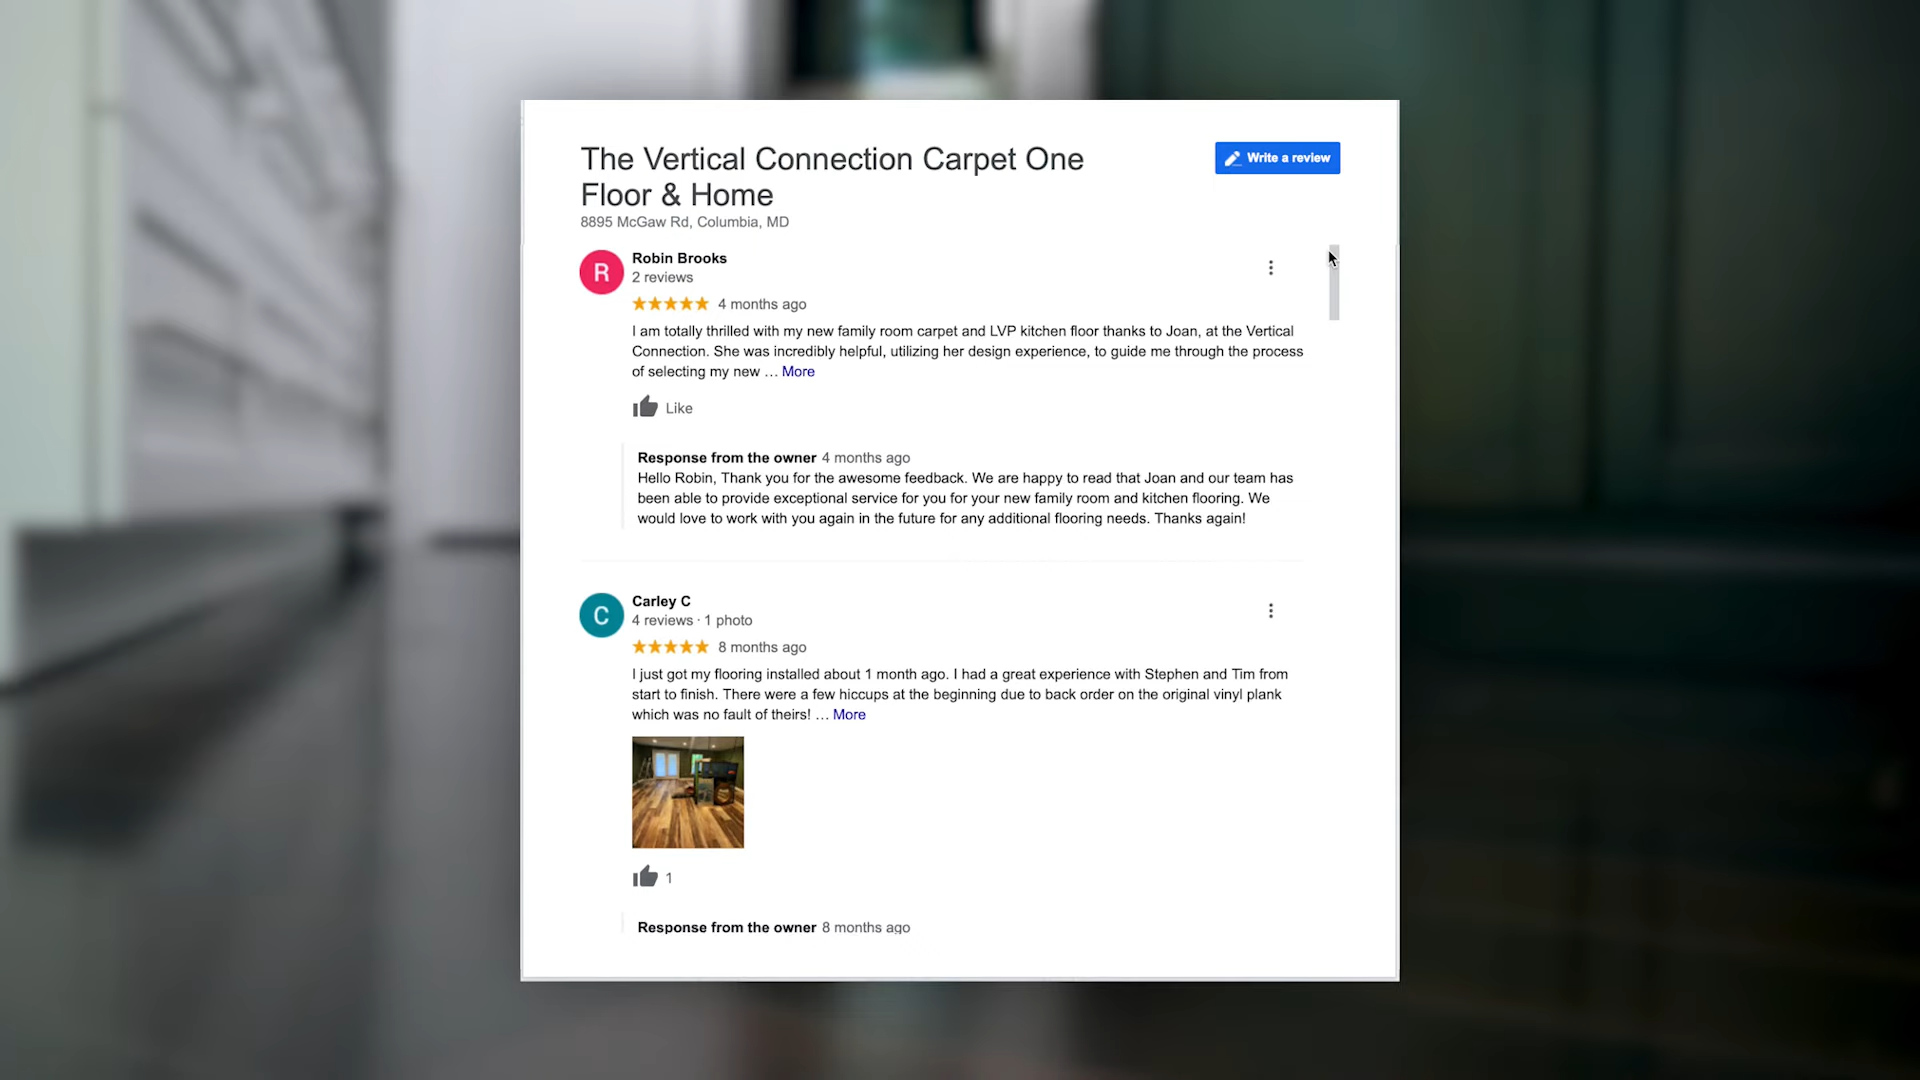 The Vertical Connection Carpet One
Floor & Home
Write a review
8895 McGaw Rd, Columbia, MD
R
Robin Brooks
2 reviews
4 months ago
I am totally thrilled with my new family room carpet and LVP kitchen floor thanks to Joan, at the Vertical
Connection. She was incredibly helpful, utilizing her design experience, to guide me through the process
of selecting my new … More
Like
Response from the owner 4 months ago
Hello Robin, Thank you for the awesome feedback. We are happy to read that Joan and our team has
been able to provide exceptional service for you for your new family room and kitchen flooring. We
would love to work with you again in the future for any additional flooring needs. Thanks again!
C
Carley C
4 reviews · 1 photo
8 months ago
I just got my flooring installed about 1 month ago. I had a great experience with Stephen and Tim from
start to finish. There were a few hiccups at the beginning due to back order on the original vinyl plank
which was no fault of theirs! … More
1
Response from the owner 8 months ago